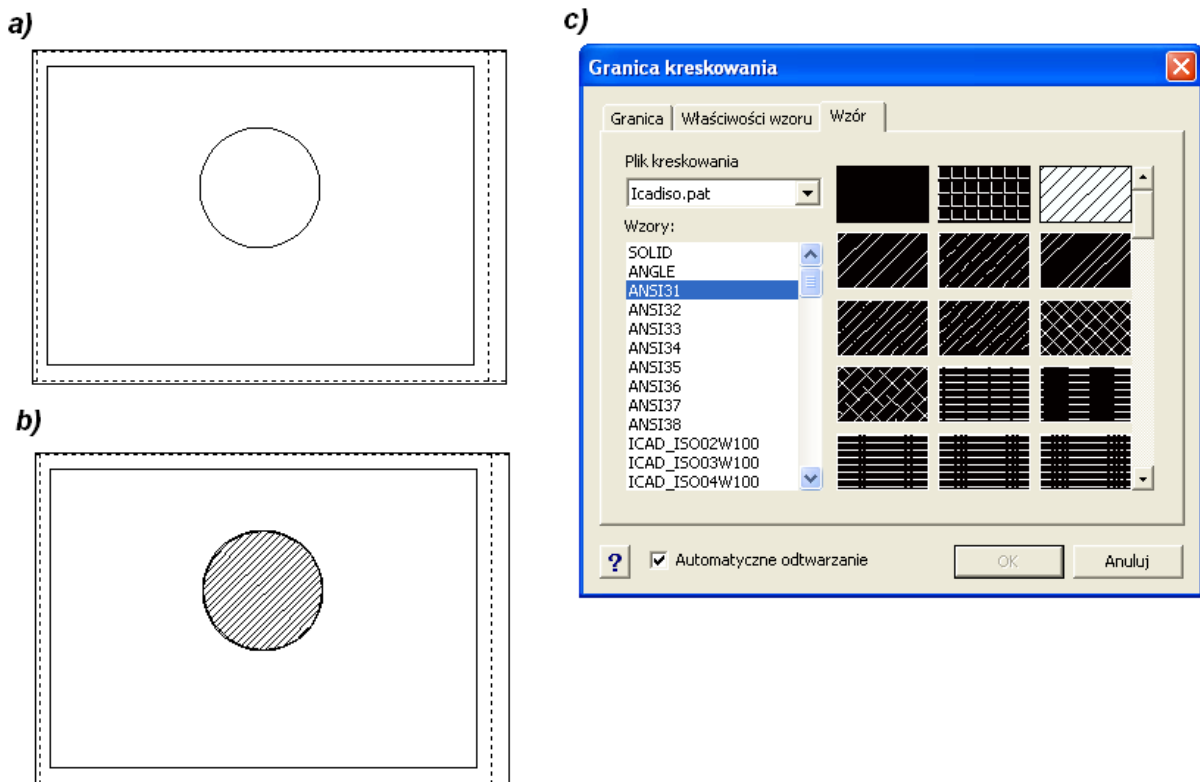 a)
b)
c)
Granica kreskowania
Granica
Właściwości wzoru
Wzór
Plik kreskowania
Icadiso.pat
Wzory:
SOLID
ANGLE
ANSI31
ANSI32
ANSI33
ANSI34
ANSI35
ANSI36
ANSI37
ANSI38
ICAD_ISO02W100
ICAD_ISO03W100
ICAD_ISO04W100
?
Automatyczne odtwarzanie
OK
Anuluj